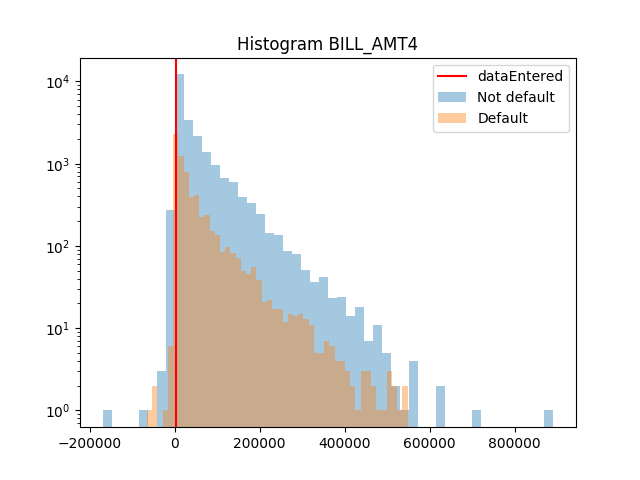 Histogram BILL_AMT4
dataEntered
Not default
Default
10⁴
10³
10²
10¹
10⁰
−200000 0 200000 400000 600000 800000